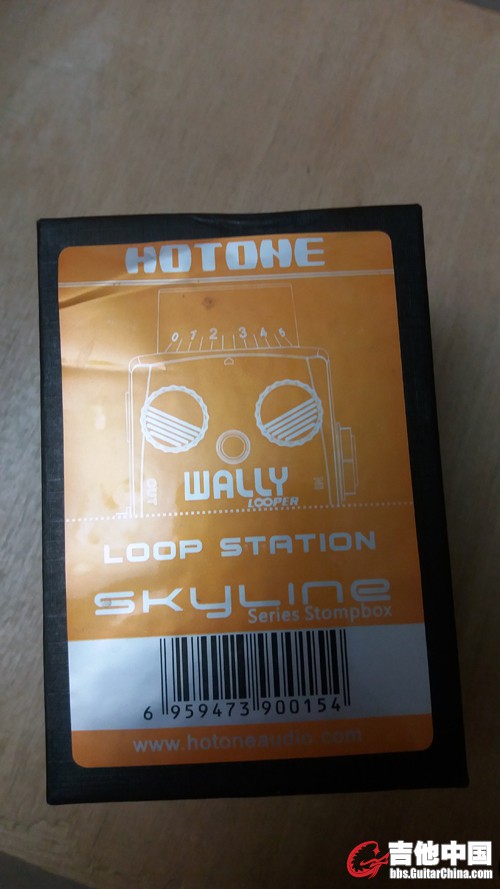 HOTONE
0 1 2 3 4 5
OUT
IN
WALLY
LOOPER
LOOP STATION
SKYLINE
Series Stompbox
6 959473 900154
www.hotoneaudio.com
吉他中国
bbs.GuitarChina.com